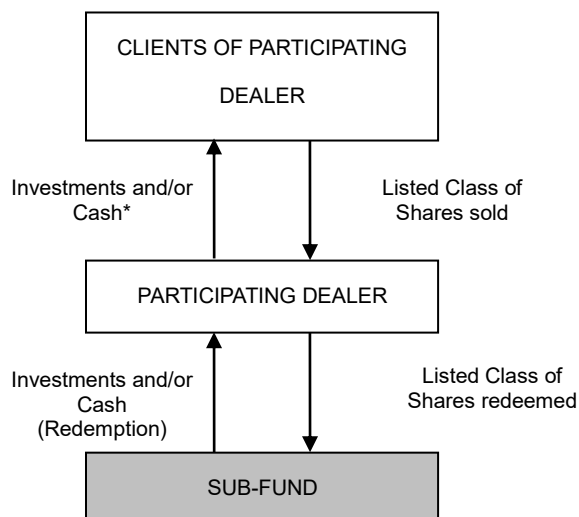 CLIENTS OF PARTICIPATING
DEALER
Investments and/or
Cash*
Listed Class of
Shares sold
PARTICIPATING DEALER
Investments and/or
Cash
(Redemption)
Listed Class of
Shares redeemed
SUB-FUND